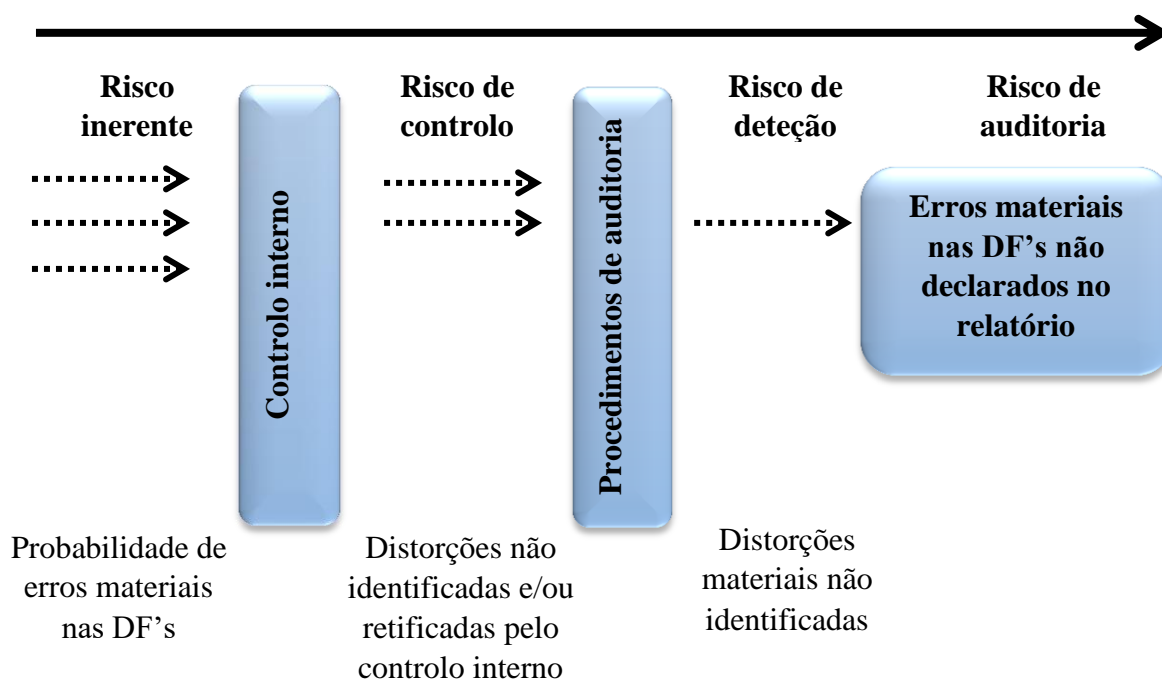 Risco
inerente
Controlo interno
Risco de
controlo
Procedimentos de auditoria
Risco de
deteção
Risco de
auditoria
Erros materiais
nas DF’s não
declarados no
relatório
Probabilidade de
erros materiais
nas DF’s
Distorções não
identificadas e/ou
retificadas pelo
controlo interno
Distorções
materiais não
identificadas